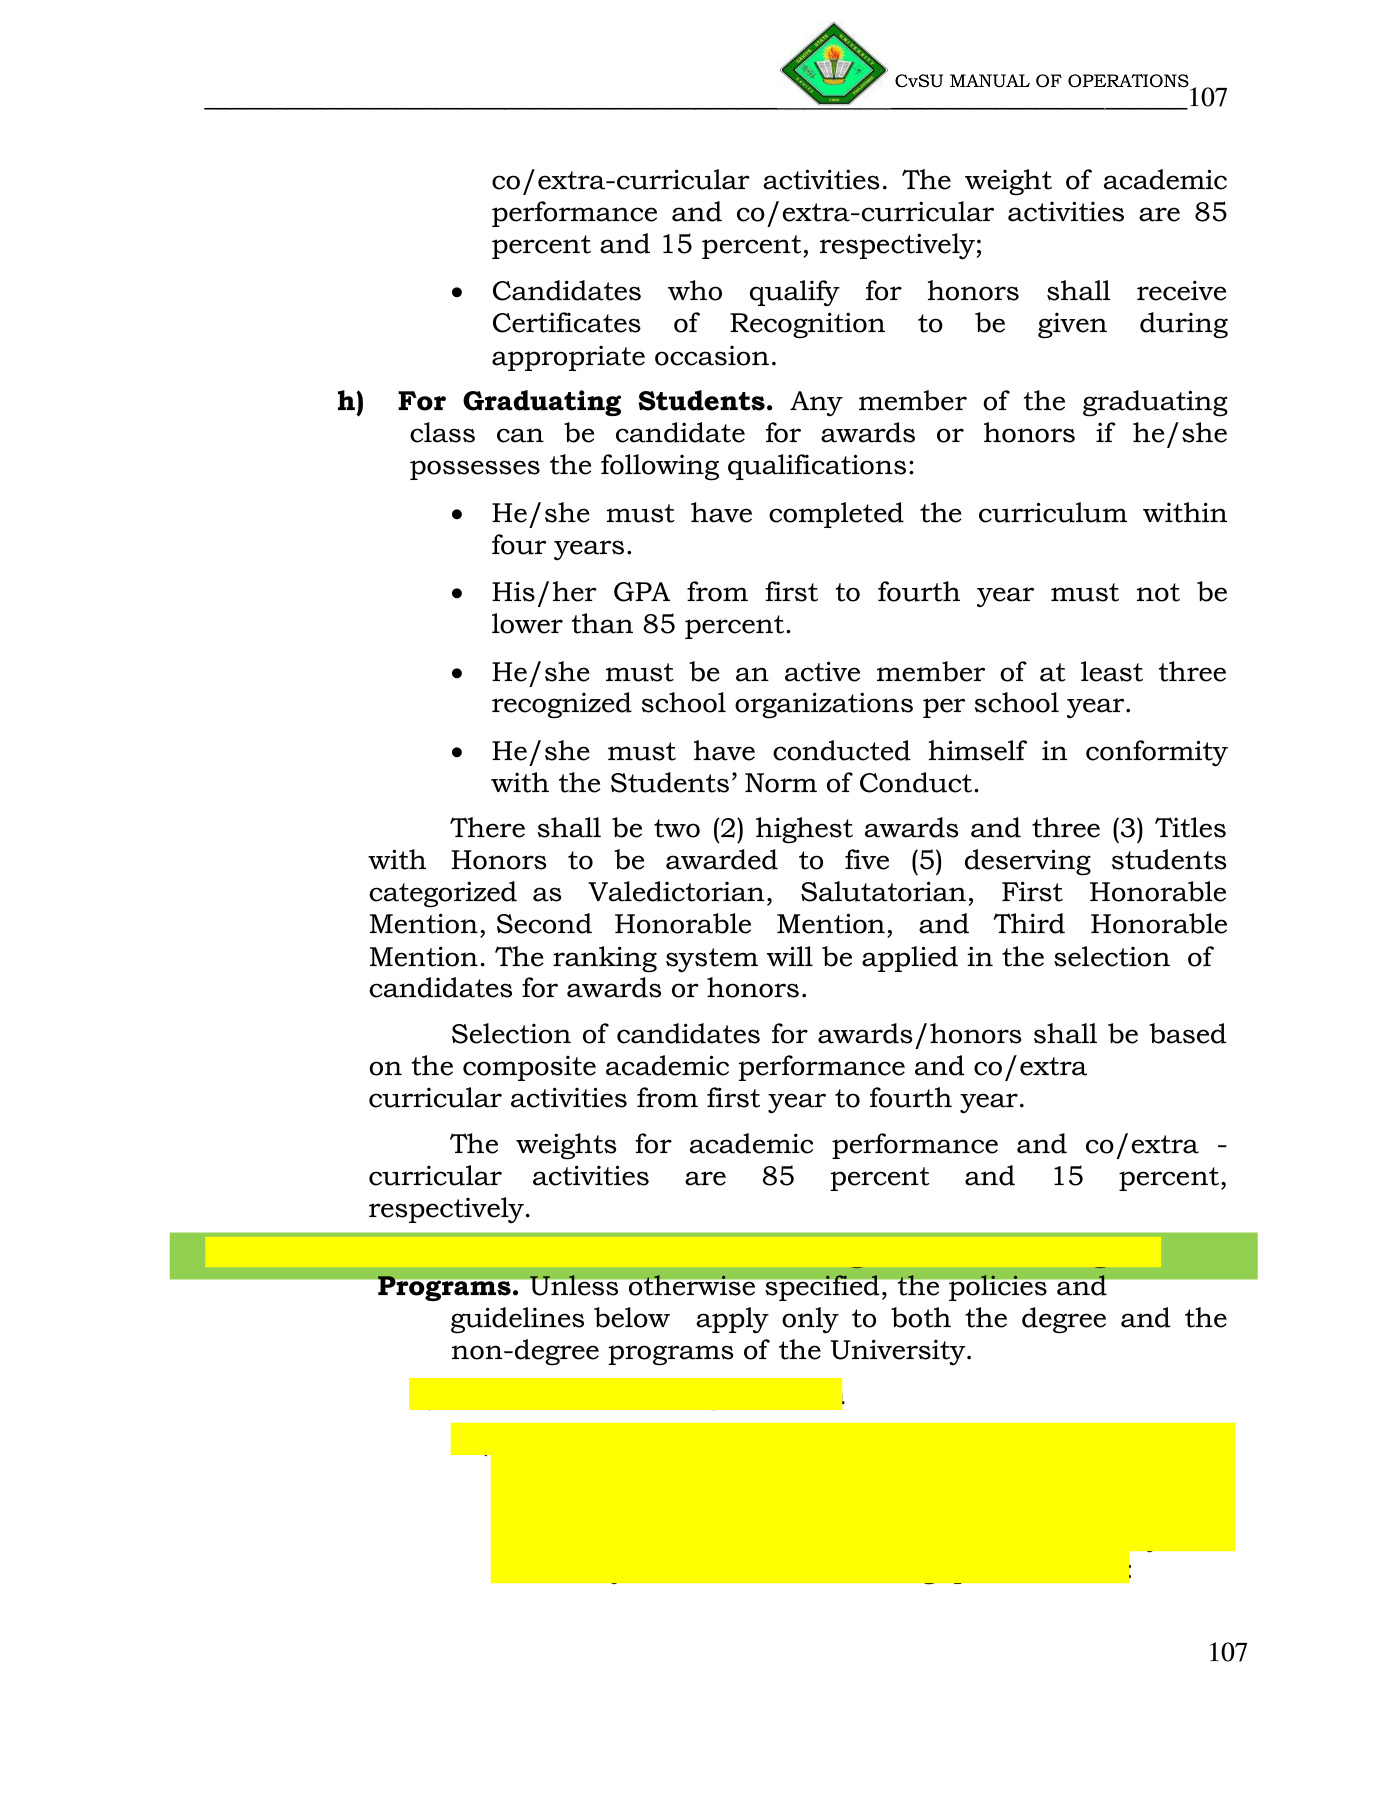 CvSU MANUAL OF OPERATIONS
107
co/extra-curricular activities. The weight of academic
performance and co/extra-curricular activities are 85
percent and 15 percent, respectively;
• Candidates who qualify for honors shall receive
Certificates of Recognition to be given during
appropriate occasion.
h) For Graduating Students. Any member of the graduating
class can be candidate for awards or honors if he/she
possesses the following qualifications:
• He/she must have completed the curriculum within
four years.
• His/her GPA from first to fourth year must not be
lower than 85 percent.
• He/she must be an active member of at least three
recognized school organizations per school year.
• He/she must have conducted himself in conformity
with the Students’ Norm of Conduct.
There shall be two (2) highest awards and three (3) Titles
with Honors to be awarded to five (5) deserving students
categorized as Valedictorian, Salutatorian, First Honorable
Mention, Second Honorable Mention, and Third Honorable
Mention. The ranking system will be applied in the selection of
candidates for awards or honors.
Selection of candidates for awards/honors shall be based
on the composite academic performance and co/extra
curricular activities from first year to fourth year.
The weights for academic performance and co/extra -
curricular activities are 85 percent and 15 percent,
respectively.
Programs. Unless otherwise specified, the policies and
guidelines below apply only to both the degree and the
non-degree programs of the University.
107